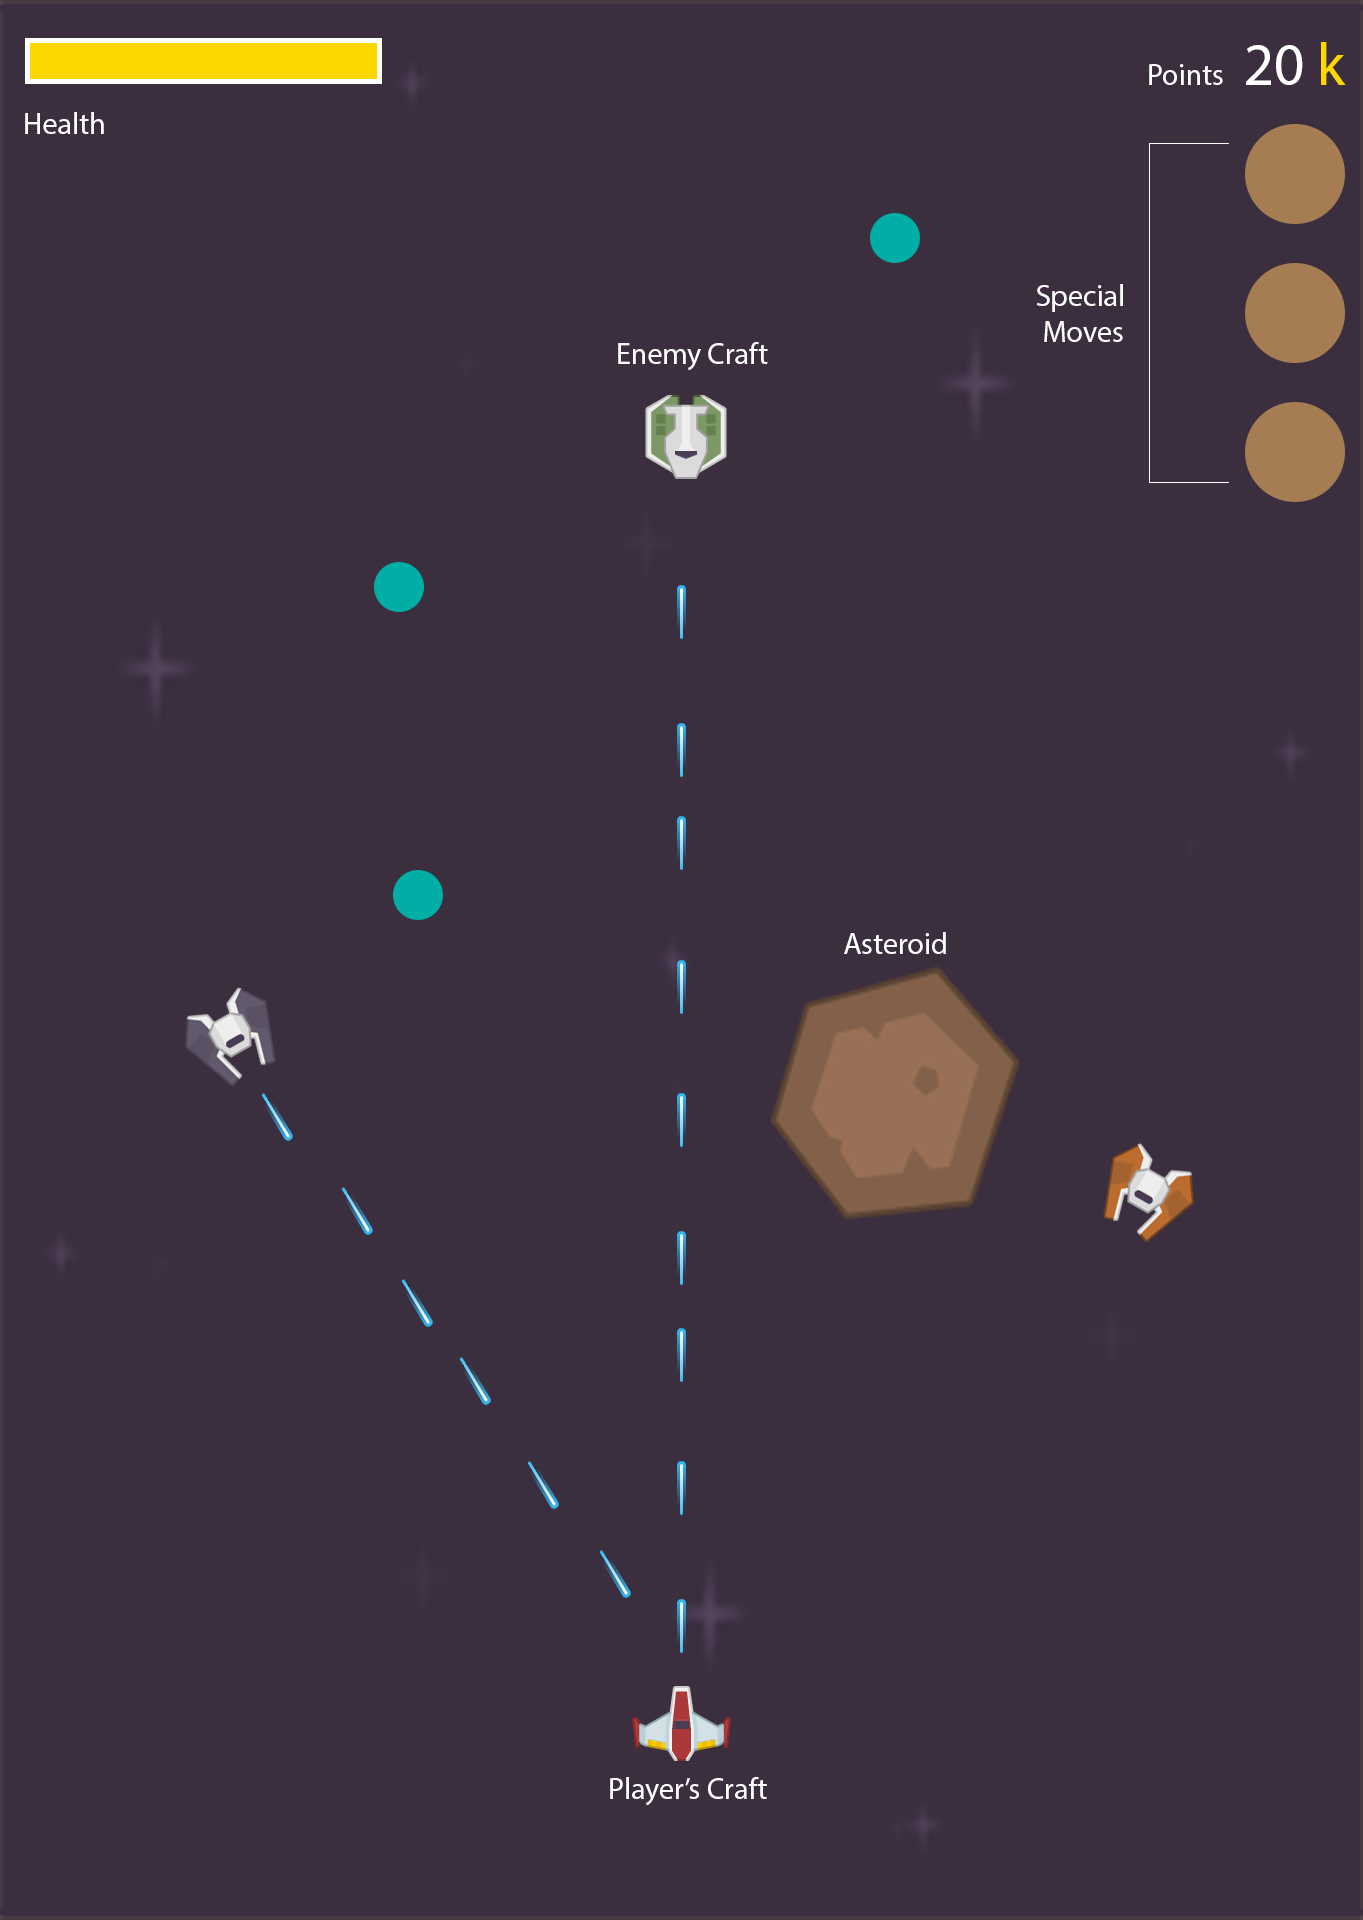 Health
Points 20 k
Special
Moves
Enemy Craft
Asteroid
Player’s Craft